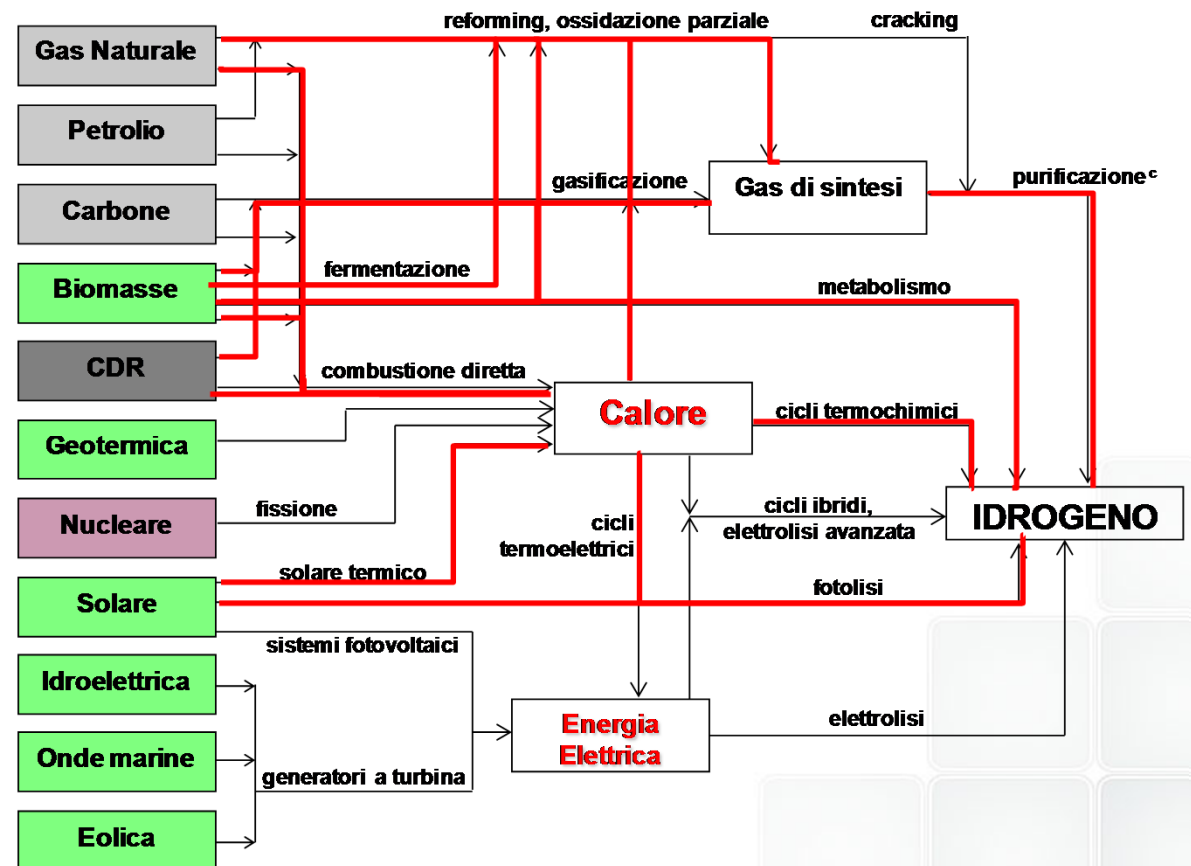 reforming, ossidazione parziale
cracking
Gas Naturale
Petrolio
Carbone
gasificazione
Gas di sintesi
purificazione c
Biomasse
fermentazione
metabolismo
CDR
combustione diretta
Calore
cicli termochimici
Geotermica
Nucleare
fissione
cicli
termoelettrici
cicli ibridi,
elettrolisi avanzata
IDROGENO
solare termico
Solare
fotolisi
sistemi fotovoltaici
Idroelettrica
Energia
Elettrica
elettrolisi
Onde marine
generatori a turbina
Eolica